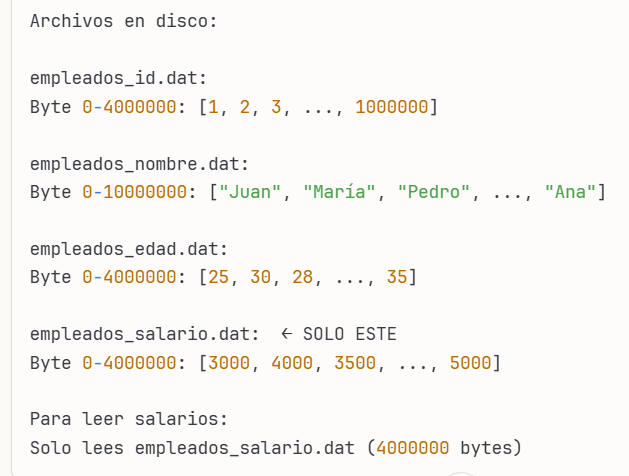 Archivos en disco:
empleados_id.dat:
Byte 0-4000000: [1, 2, 3, ..., 1000000]
empleados_nombre.dat:
Byte 0-10000000: ["Juan", "María", "Pedro", ..., "Ana"]
empleados_edad.dat:
Byte 0-4000000: [25, 30, 28, ..., 35]
empleados_salario.dat:  ← SOLO ESTE
Byte 0-4000000: [3000, 4000, 3500, ..., 5000]
Para leer salarios:
Solo lees empleados_salario.dat (4000000 bytes)